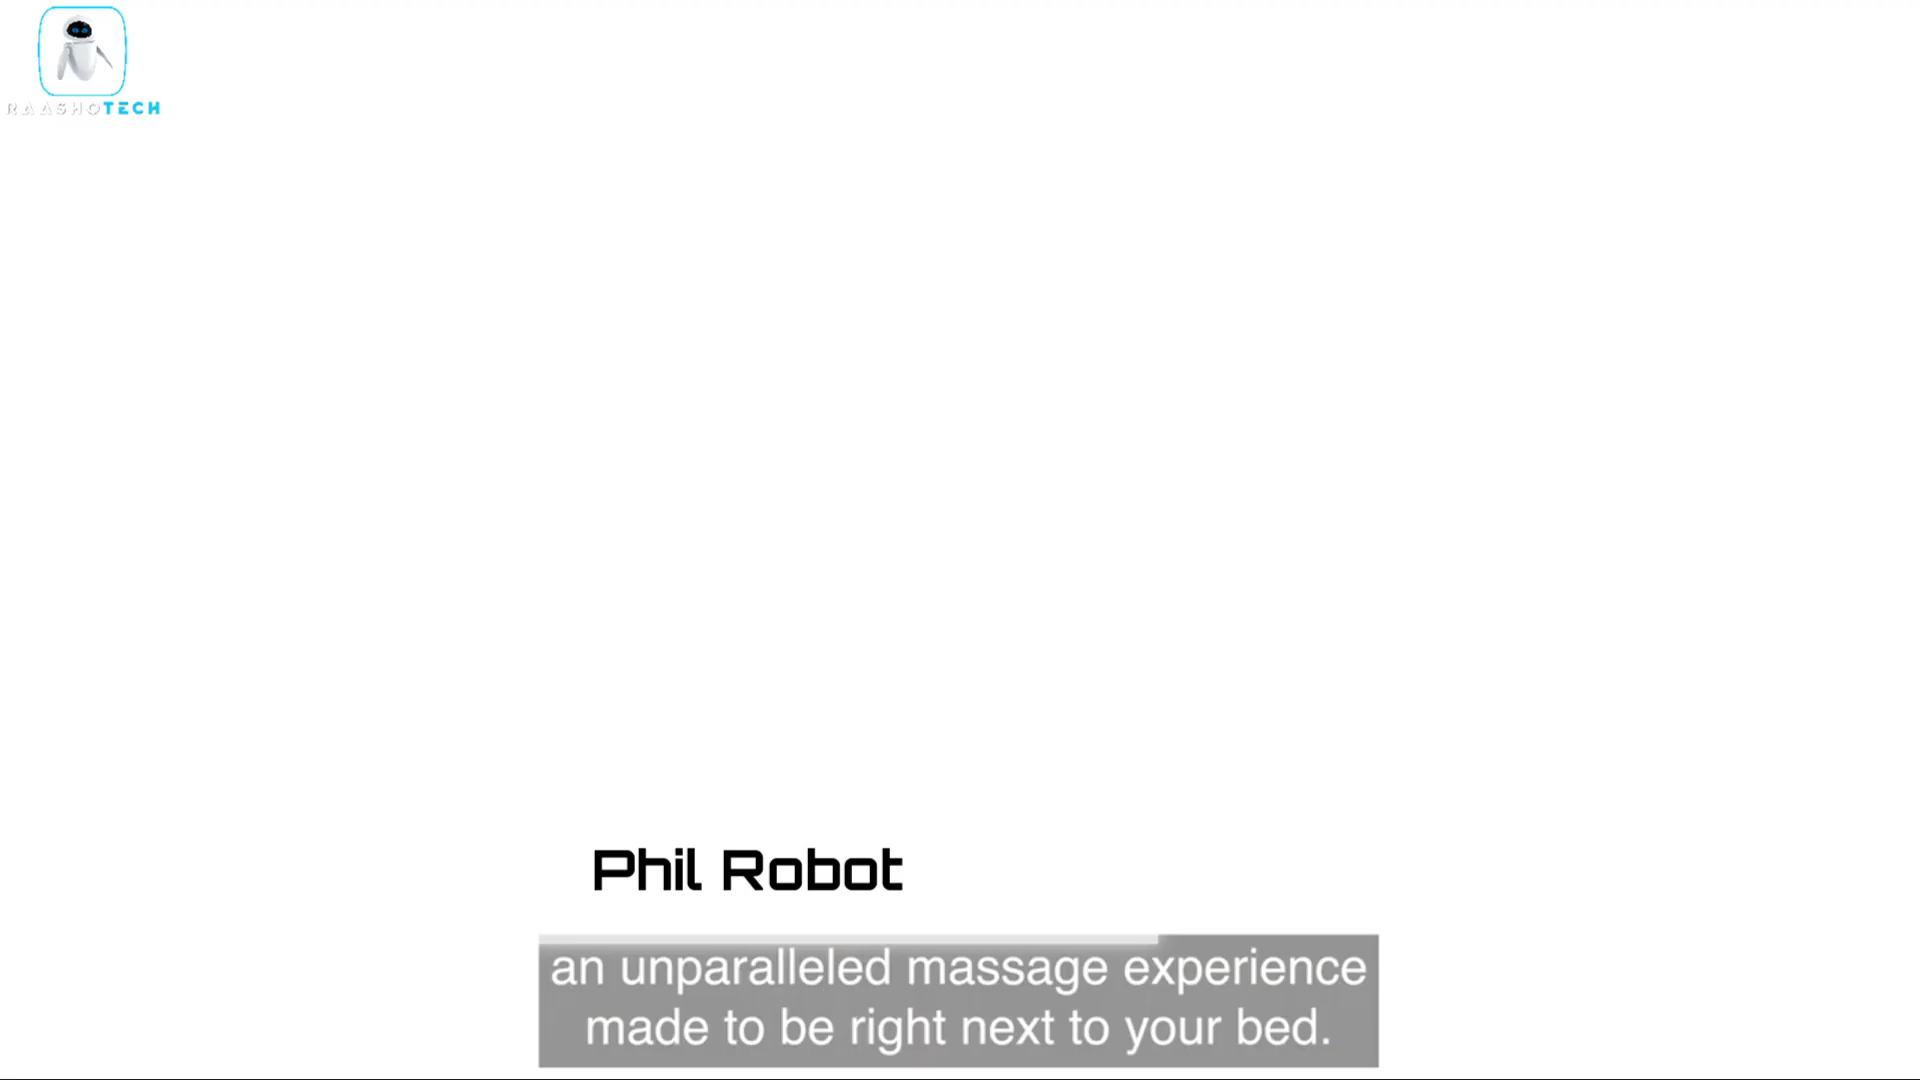 RAASHOTECH
Phil Robot
an unparalleled massage experience
made to be right next to your bed.